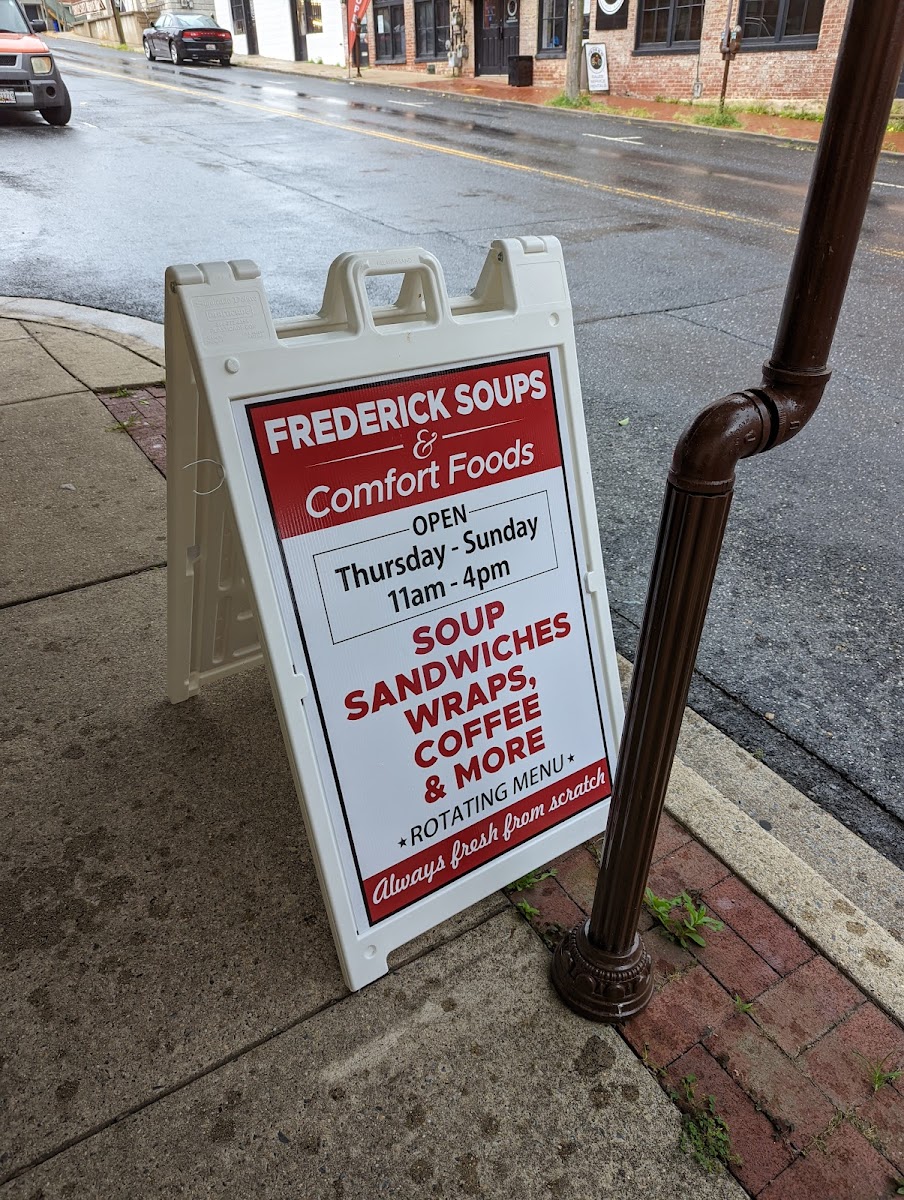 FREDERICK SOUPS
&
Comfort Foods
OPEN
Thursday - Sunday
11am - 4pm
SOUP
SANDWICHES
WRAPS,
COFFEE
& MORE
★ROTATING MENU★
Always fresh from scratch